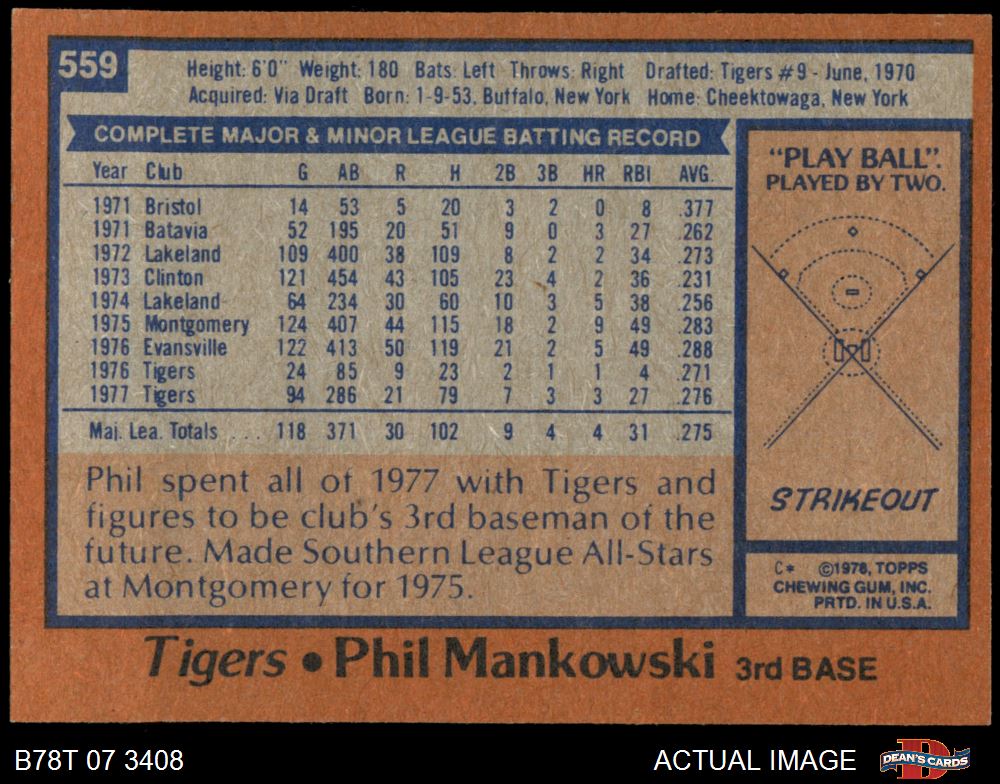 559
Height: 6'0" Weight: 180 Bats: Left Throws: Right Drafted: Tigers #9 - June, 1970
Acquired: Via Draft Born: 1-9-53, Buffalo, New York Home: Cheektowaga, New York
COMPLETE MAJOR & MINOR LEAGUE BATTING RECORD
Year Club G AB R H 2B 3B HR RBI AVG.
1971 Bristol 14 53 5 20 3 2 0 8 .377
1971 Batavia 52 195 20 51 9 0 3 27 .262
1972 Lakeland 109 400 38 109 8 2 2 34 .273
1973 Clinton 121 454 43 105 23 4 2 36 .231
1974 Lakeland 64 234 30 60 10 3 5 38 .256
1975 Montgomery 124 407 44 115 18 2 9 49 .283
1976 Evansville 122 413 50 119 21 2 5 49 .288
1976 Tigers 24 85 9 23 2 1 1 4 .271
1977 Tigers 94 286 21 79 7 3 3 27 .276
Maj. Lea. Totals ... 118 371 30 102 9 4 4 31 .275
Phil spent all of 1977 with Tigers and
figures to be club's 3rd baseman of the
future. Made Southern League All-Stars
at Montgomery for 1975.
"PLAY BALL".
PLAYED BY TWO.
STRIKEOUT
C* ©1978, TOPPS
CHEWING GUM, INC.
PRTD. IN U.S.A.
Tigers • Phil Mankowski 3rd BASE
B78T 07 3408
ACTUAL IMAGE
DEAN'S CARDS